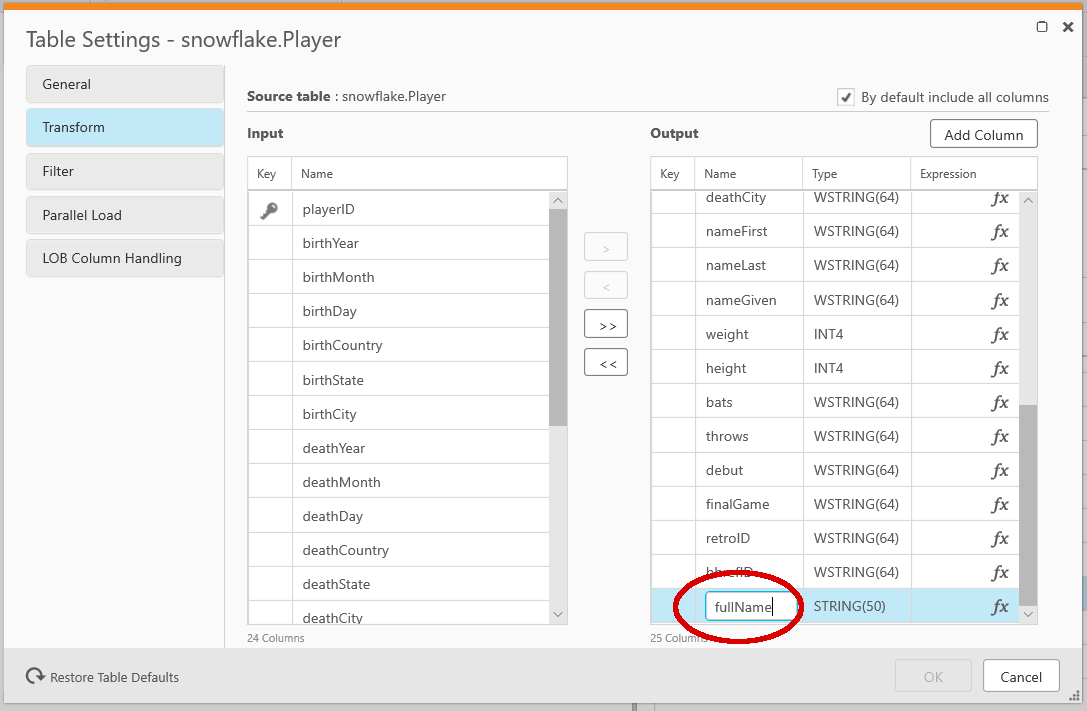 Table Settings - snowflake.Player
General
Transform
Filter
Parallel Load
LOB Column Handling
Source table : snowflake.Player
By default include all columns
Input
Key Name
playerID
birthYear
birthMonth
birthDay
birthCountry
birthState
birthCity
deathYear
deathMonth
deathDay
deathCountry
deathState
deathCity
24 Columns
>
<
>>
<<
Output
Add Column
Key Name Type Expression
deathCity WSTRING(64) fx
nameFirst WSTRING(64) fx
nameLast WSTRING(64) fx
nameGiven WSTRING(64) fx
weight INT4 fx
height INT4 fx
bats WSTRING(64) fx
throws WSTRING(64) fx
debut WSTRING(64) fx
finalGame WSTRING(64) fx
retroID WSTRING(64) fx
bbrefID WSTRING(64) fx
fullName STRING(50) fx
25 Columns
Restore Table Defaults
OK
Cancel